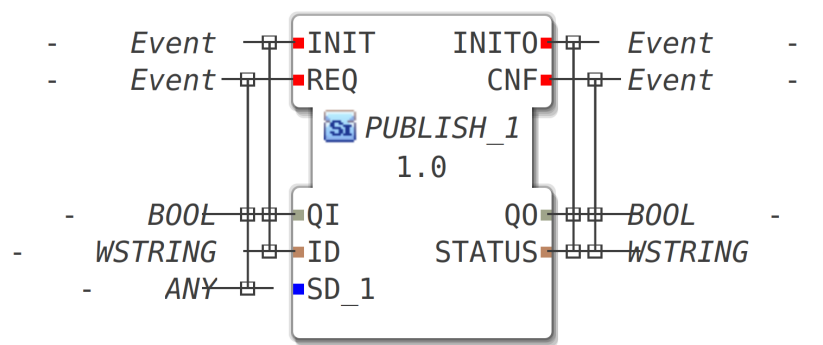 - Event INIT INITO Event -
- Event REQ CNF Event -
Si PUBLISH_1
1.0
- BOOL QI QO BOOL -
- WSTRING ID STATUS WSTRING
- ANY SD_1